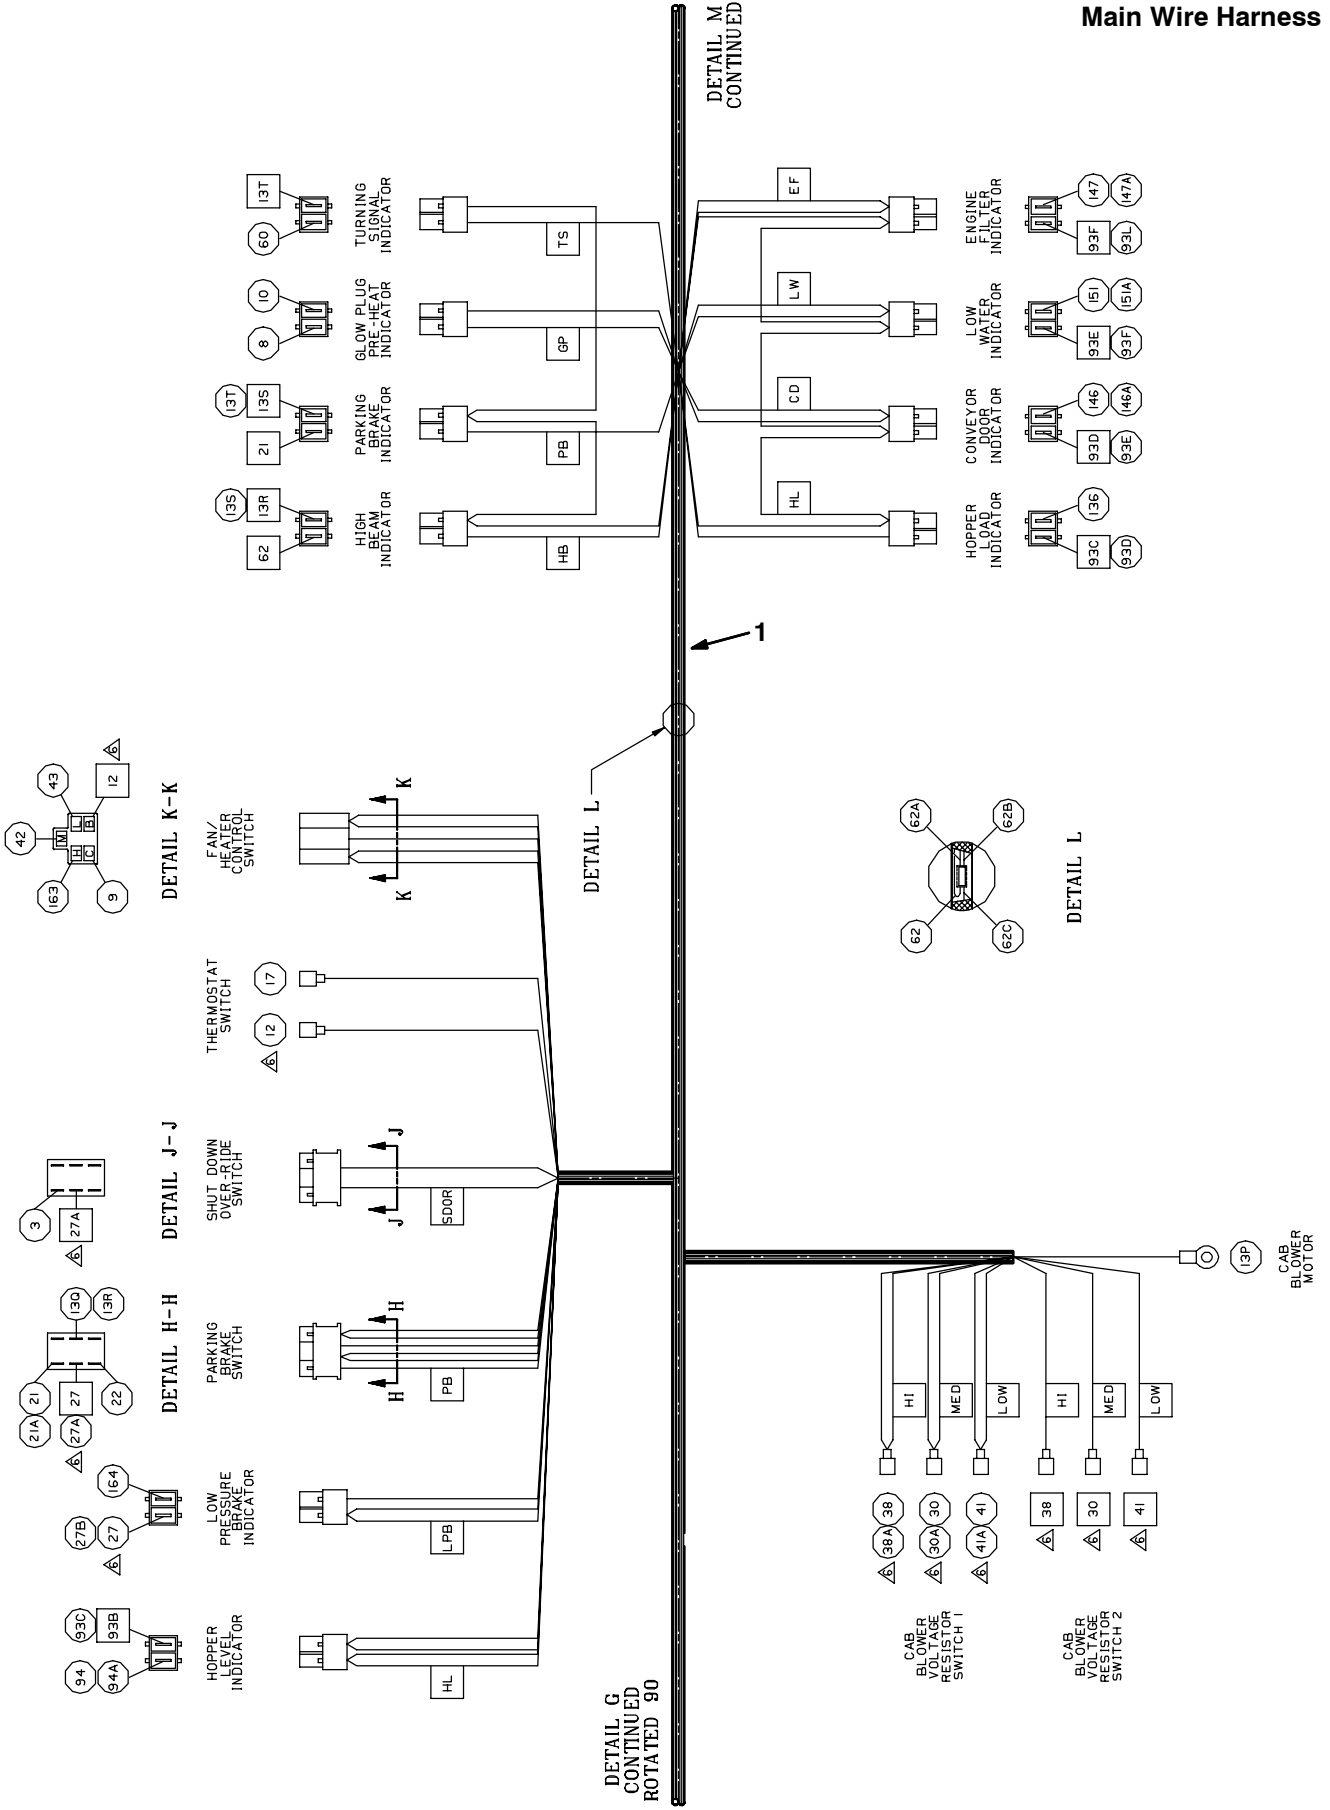 Main Wire Harness
DETAIL M
CONTINUED
13T
60
TURNING
SIGNAL
INDICATOR
TS
10
8
GLOW PLUG
PRE-HEAT
INDICATOR
GP
13T
13S
21
PARKING
BRAKE
INDICATOR
PB
13S
13R
62
HIGH
BEAM
INDICATOR
HB
EF
ENGINE
FILTER
INDICATOR
147
147A
93F
93L
LW
LOW
WATER
INDICATOR
151
151A
93E
93F
CD
CONVEYOR
DOOR
INDICATOR
146
146A
93D
93E
HL
HOPPER
LOAD
INDICATOR
136
93C
93D
1
DETAIL L
62A
62B
62
62C
DETAIL L
42
43
12
6
163
9
M
L
B
H
C
DETAIL K-K
FAN/
HEATER
CONTROL
SWITCH
K
K
THERMOSTAT
SWITCH
17
12
6
3
27A
6
DETAIL J-J
SHUT DOWN
OVER-RIDE
SWITCH
J
J
SDOR
13Q
13R
21
21A
27
27A
6
22
DETAIL H-H
PARKING
BRAKE
SWITCH
H
H
PB
164
27B
27
6
LOW
PRESSURE
BRAKE
INDICATOR
LPB
93C
93B
94
94A
HOPPER
LEVEL
INDICATOR
HL
DETAIL G
CONTINUED
ROTATED 90
13P
CAB
BLOWER
MOTOR
HI
MED
LOW
HI
MED
LOW
38
38A
6
30
30A
6
41
41A
6
38
6
30
6
41
6
CAB
BLOWER
VOLTAGE
RESISTOR
SWITCH 1
CAB
BLOWER
VOLTAGE
RESISTOR
SWITCH 2